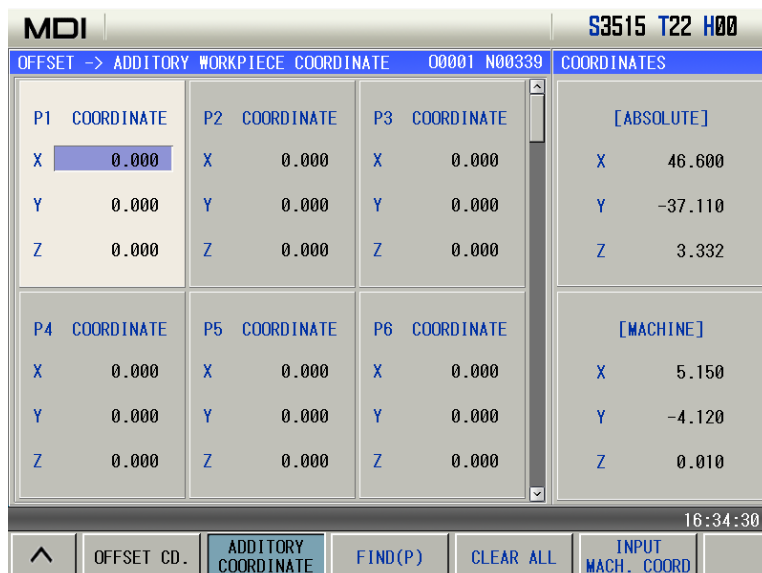 MDI S3515 T22 H00
OFFSET -> ADDITORY WORKPIECE COORDINATE O0001 N00339 COORDINATES
P1 COORDINATE P2 COORDINATE P3 COORDINATE [ABSOLUTE]
X 0.000 X 0.000 X 0.000 X 46.600
Y 0.000 Y 0.000 Y 0.000 Y -37.110
Z 0.000 Z 0.000 Z 0.000 Z 3.332
P4 COORDINATE P5 COORDINATE P6 COORDINATE [MACHINE]
X 0.000 X 0.000 X 0.000 X 5.150
Y 0.000 Y 0.000 Y 0.000 Y -4.120
Z 0.000 Z 0.000 Z 0.000 Z 0.010
16:34:30
OFFSET CD. ADDITORY COORDINATE FIND(P) CLEAR ALL INPUT MACH. COORD